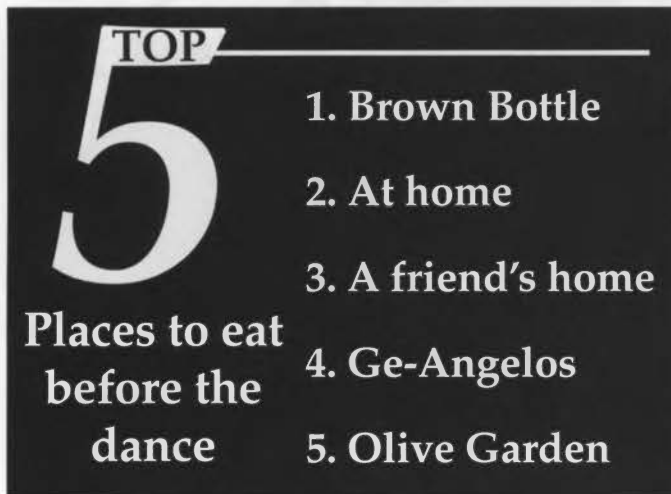 TOP
5
Places to eat
before the
dance
1. Brown Bottle
2. At home
3. A friend's home
4. Ge-Angelos
5. Olive Garden